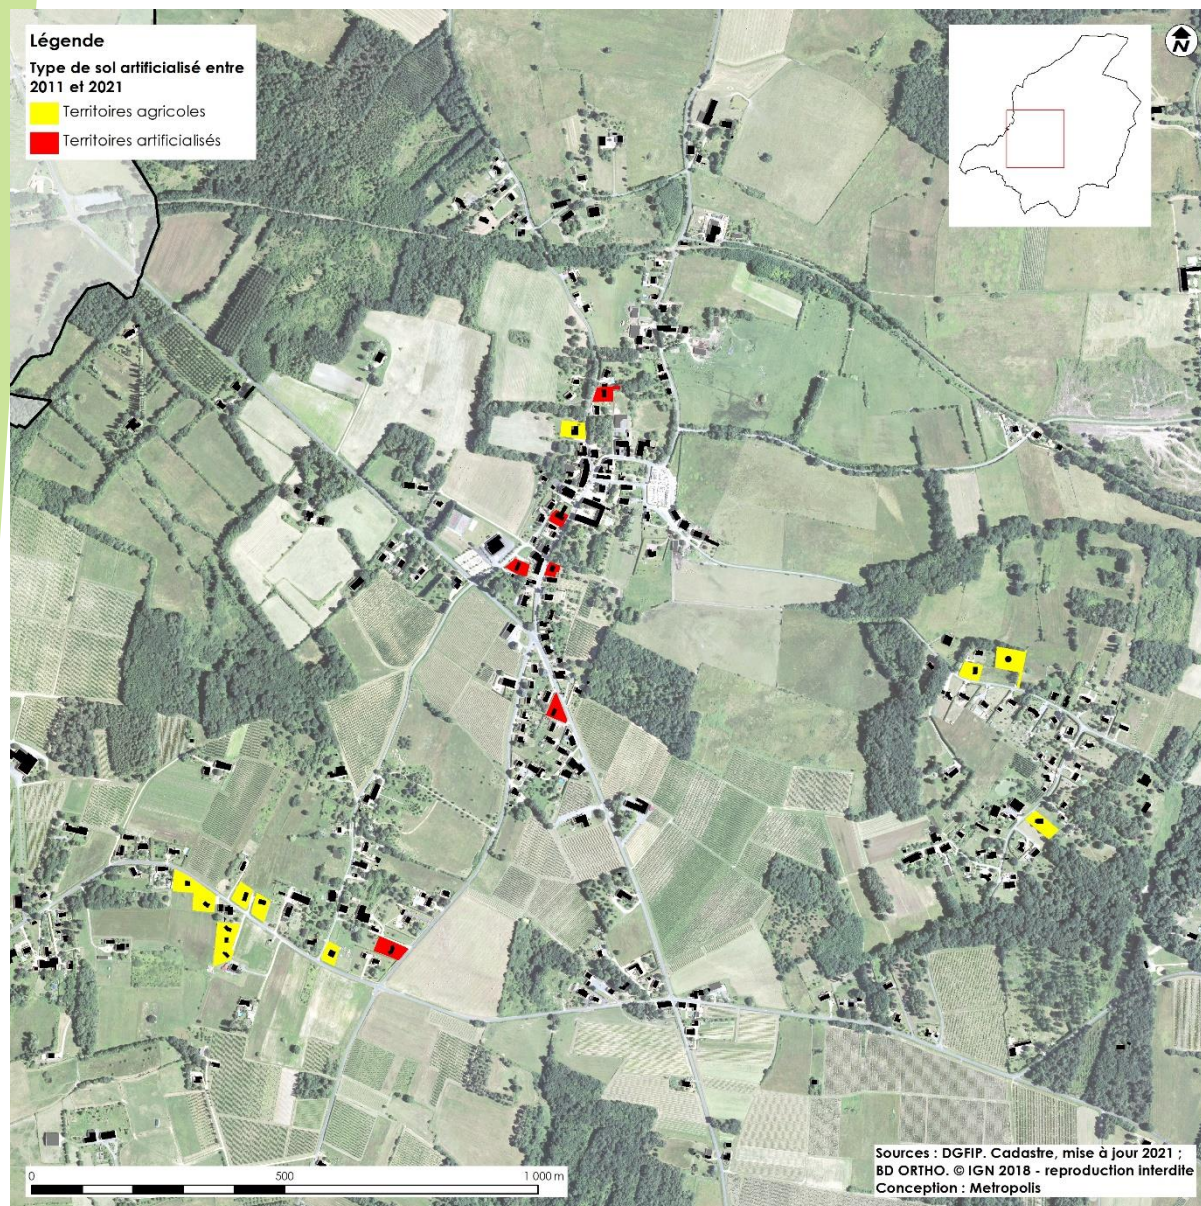 Légende
Type de sol artificialisé entre
2011 et 2021
Territoires agricoles
Territoires artificialisés
N
0 500 1 000 m
Sources : DGFIP. Cadastre, mise à jour 2021 ;
BD ORTHO. © IGN 2018 - reproduction interdite
Conception : Metropolis